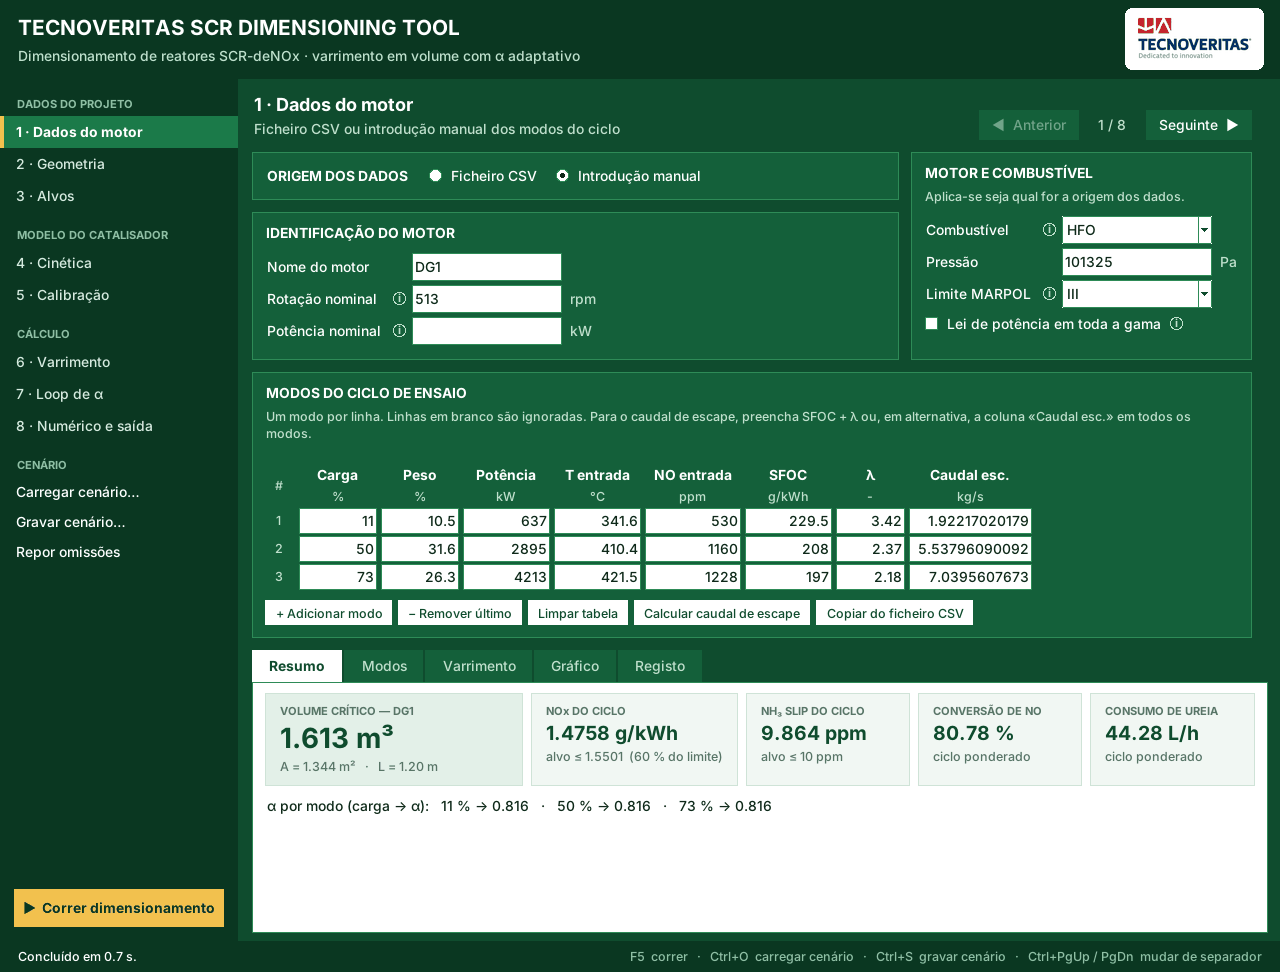 TECNOVERITAS SCR DIMENSIONING TOOL
Dimensionamento de reatores SCR-deNOx · varrimento em volume com α adaptativo
TECNOVERITAS
Dedicated to innovation
DADOS DO PROJETO
1 · Dados do motor
2 · Geometria
3 · Alvos
MODELO DO CATALISADOR
4 · Cinética
5 · Calibração
CÁLCULO
6 · Varrimento
7 · Loop de α
8 · Numérico e saída
CENÁRIO
Carregar cenário...
Gravar cenário...
Repor omissões
▶ Correr dimensionamento
1 · Dados do motor
Ficheiro CSV ou introdução manual dos modos do ciclo
◀ Anterior 1 / 8 Seguinte ▶
ORIGEM DOS DADOS Ficheiro CSV Introdução manual
IDENTIFICAÇÃO DO MOTOR
Nome do motor DG1
Rotação nominal ⓘ 513 rpm
Potência nominal ⓘ kW
MOTOR E COMBUSTÍVEL
Aplica-se seja qual for a origem dos dados.
Combustível ⓘ HFO
Pressão 101325 Pa
Limite MARPOL ⓘ III
Lei de potência em toda a gama ⓘ
MODOS DO CICLO DE ENSAIO
Um modo por linha. Linhas em branco são ignoradas. Para o caudal de escape, preencha SFOC + λ ou, em alternativa, a coluna «Caudal esc.» em todos os
modos.
# Carga Peso Potência T entrada NO entrada SFOC λ Caudal esc.
% % kW °C ppm g/kWh - kg/s
1 11 10.5 637 341.6 530 229.5 3.42 1.92217020179
2 50 31.6 2895 410.4 1160 208 2.37 5.53796090092
3 73 26.3 4213 421.5 1228 197 2.18 7.0395607673
+ Adicionar modo − Remover último Limpar tabela Calcular caudal de escape Copiar do ficheiro CSV
Resumo Modos Varrimento Gráfico Registo
VOLUME CRÍTICO — DG1
1.613 m³
A = 1.344 m² · L = 1.20 m
NOx DO CICLO
1.4758 g/kWh
alvo ≤ 1.5501 (60 % do limite)
NH₃ SLIP DO CICLO
9.864 ppm
alvo ≤ 10 ppm
CONVERSÃO DE NO
80.78 %
ciclo ponderado
CONSUMO DE UREIA
44.28 L/h
ciclo ponderado
α por modo (carga → α): 11 % → 0.816 · 50 % → 0.816 · 73 % → 0.816
Concluído em 0.7 s.
F5 correr · Ctrl+O carregar cenário · Ctrl+S gravar cenário · Ctrl+PgUp / PgDn mudar de separador